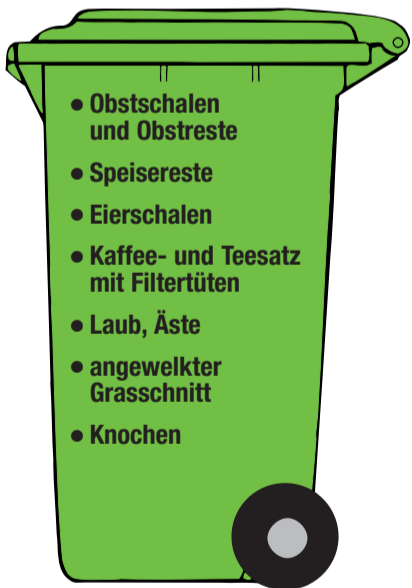 • Obstschalen
und Obstreste
• Speisereste
• Eierschalen
• Kaffee- und Teesatz
mit Filtertüten
• Laub, Äste
• angewelkter
Grasschnitt
• Knochen